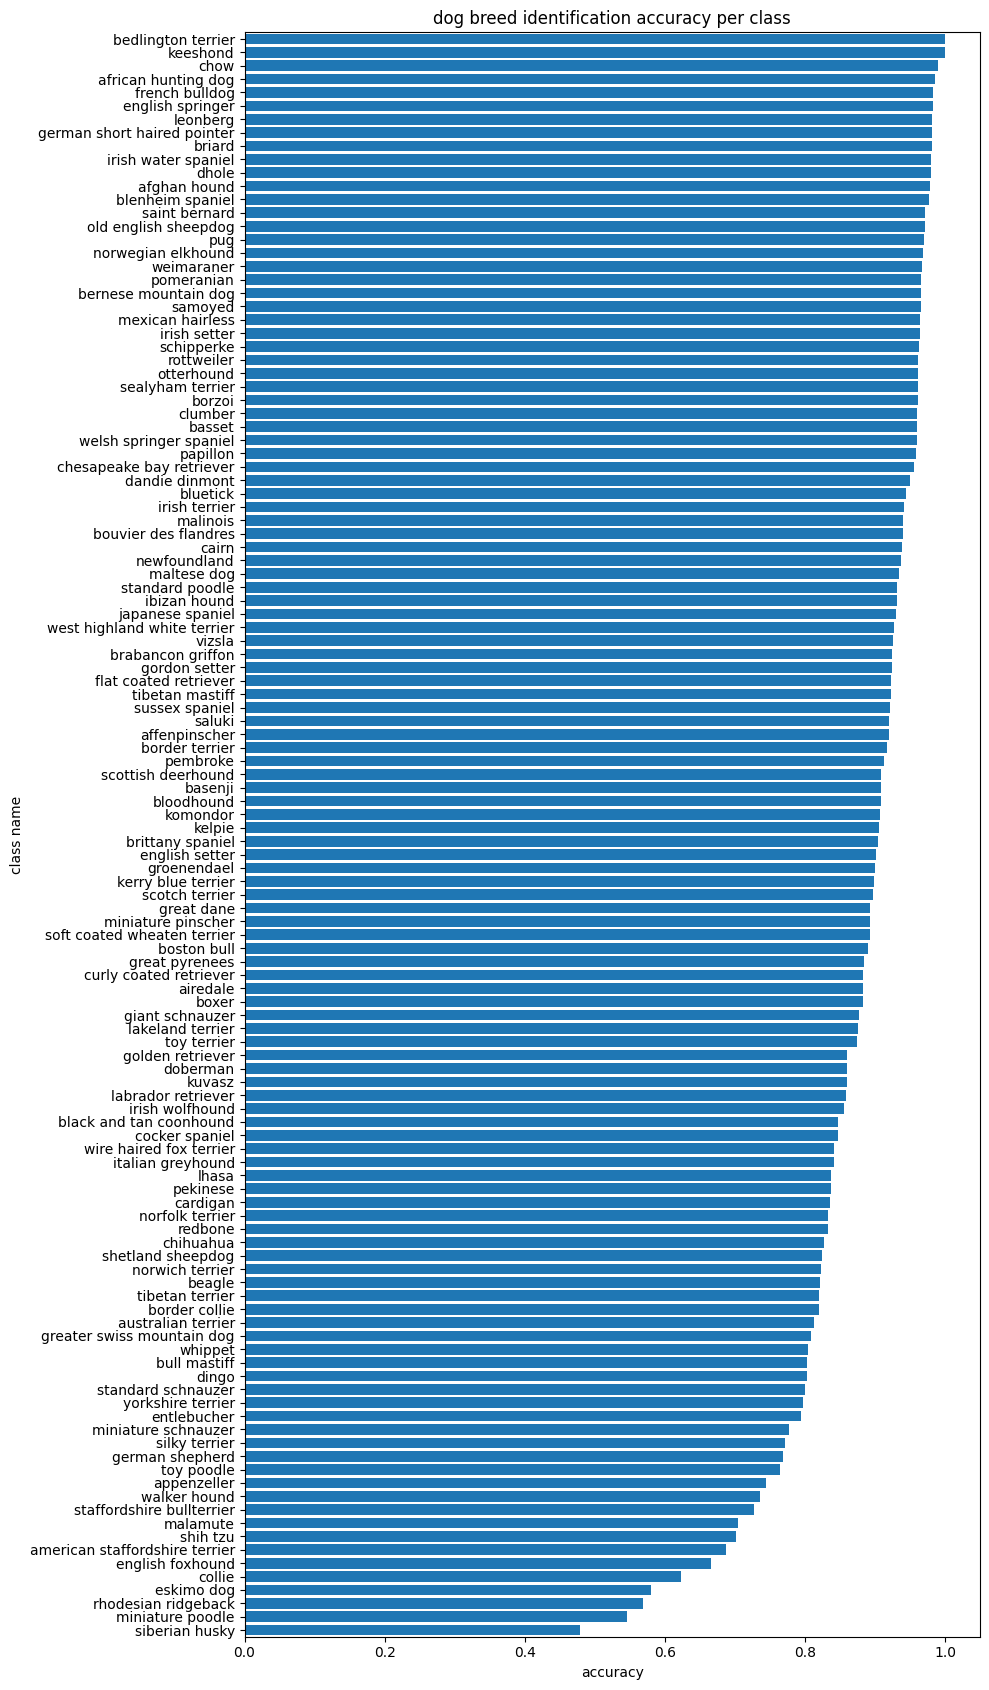 dog breed identification accuracy per class
bedlington terrier
keeshond
chow
african hunting dog
french bulldog
english springer
leonberg
german short haired pointer
briard
irish water spaniel
dhole
afghan hound
blenheim spaniel
saint bernard
old english sheepdog
pug
norwegian elkhound
weimaraner
pomeranian
bernese mountain dog
samoyed
mexican hairless
irish setter
schipperke
rottweiler
otterhound
sealyham terrier
borzoi
clumber
basset
welsh springer spaniel
papillon
chesapeake bay retriever
dandie dinmont
bluetick
irish terrier
malinois
bouvier des flandres
cairn
newfoundland
maltese dog
standard poodle
ibizan hound
japanese spaniel
west highland white terrier
vizsla
brabancon griffon
gordon setter
flat coated retriever
tibetan mastiff
sussex spaniel
saluki
affenpinscher
border terrier
pembroke
scottish deerhound
basenji
bloodhound
komondor
kelpie
brittany spaniel
english setter
groenendael
kerry blue terrier
scotch terrier
great dane
miniature pinscher
soft coated wheaten terrier
boston bull
great pyrenees
curly coated retriever
airedale
boxer
giant schnauzer
lakeland terrier
toy terrier
golden retriever
doberman
kuvasz
labrador retriever
irish wolfhound
black and tan coonhound
cocker spaniel
wire haired fox terrier
italian greyhound
lhasa
pekinese
cardigan
norfolk terrier
redbone
chihuahua
shetland sheepdog
norwich terrier
beagle
tibetan terrier
border collie
australian terrier
greater swiss mountain dog
whippet
bull mastiff
dingo
standard schnauzer
yorkshire terrier
entlebucher
miniature schnauzer
silky terrier
german shepherd
toy poodle
appenzeller
walker hound
staffordshire bullterrier
malamute
shih tzu
american staffordshire terrier
english foxhound
collie
eskimo dog
rhodesian ridgeback
miniature poodle
siberian husky
class name
0.0 0.2 0.4 0.6 0.8 1.0
accuracy